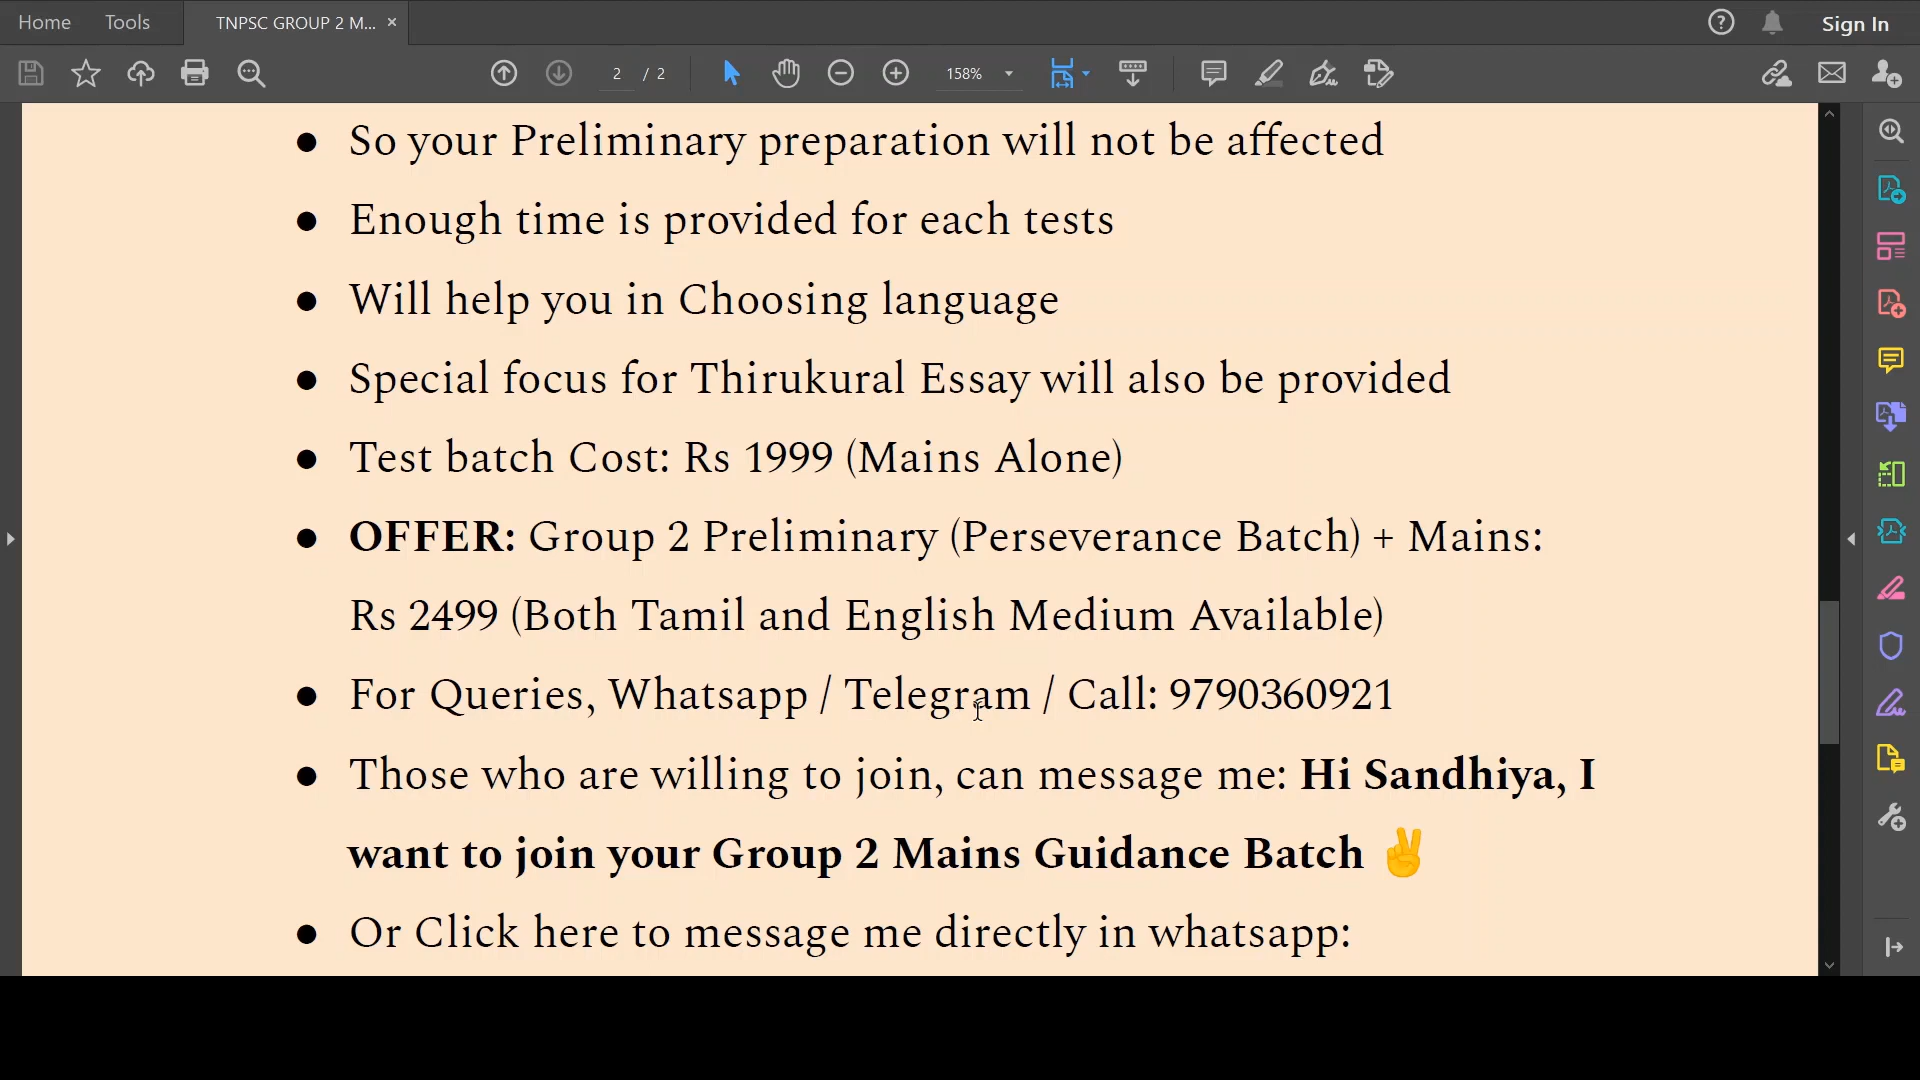 Home Tools TNPSC GROUP 2 M... × Sign In
2 / 2 158%
● So your Preliminary preparation will not be affected
● Enough time is provided for each tests
● Will help you in Choosing language
● Special focus for Thirukural Essay will also be provided
● Test batch Cost: Rs 1999 (Mains Alone)
● OFFER: Group 2 Preliminary (Perseverance Batch) + Mains:
Rs 2499 (Both Tamil and English Medium Available)
● For Queries, Whatsapp / Telegram / Call: 9790360921
● Those who are willing to join, can message me: Hi Sandhiya, I
want to join your Group 2 Mains Guidance Batch ✌
● Or Click here to message me directly in whatsapp: